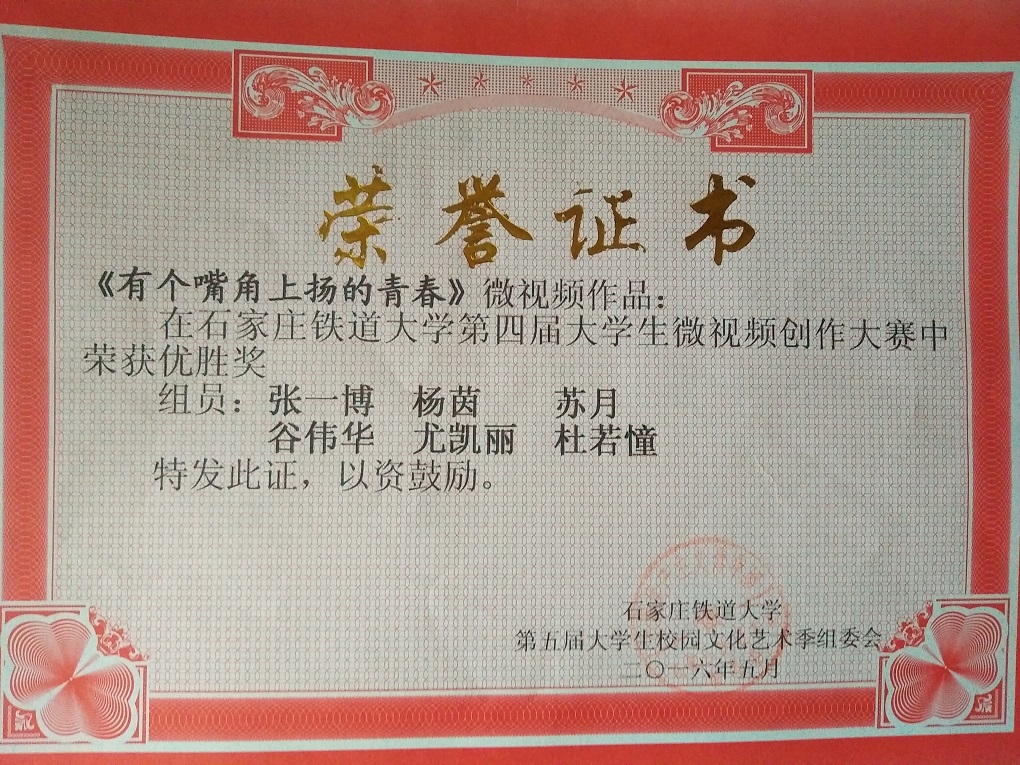 荣誉证书
《有个嘴角上扬的青春》微视频作品：
在石家庄铁道大学第四届大学生微视频创作大赛中
荣获优胜奖
组员：张一博 杨茵 苏月
谷伟华 尤凯丽 杜若憧
特发此证，以资鼓励。
石家庄铁道大学
第五届大学生校园文化艺术季组委会
二〇一六年五月